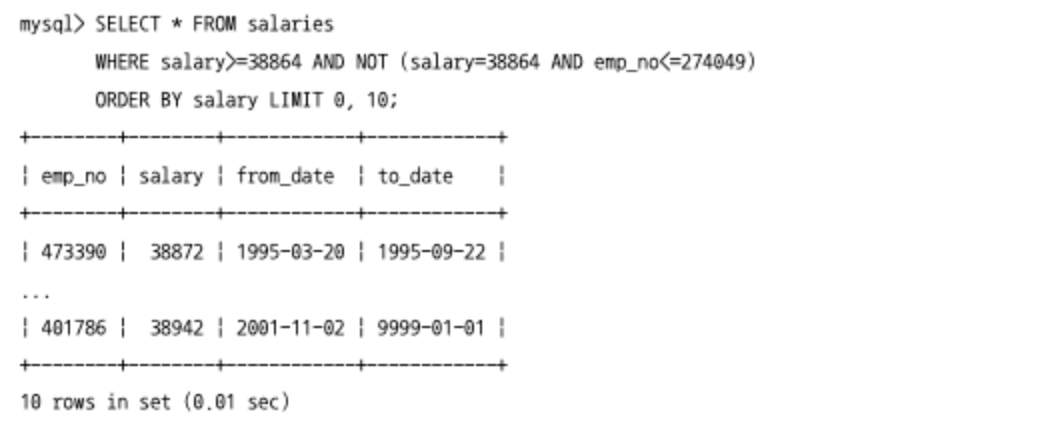 mysql> SELECT * FROM salaries
WHERE salary>=38864 AND NOT (salary=38864 AND emp_no<=274049)
ORDER BY salary LIMIT 0, 10;
+--------+--------+------------+------------+
| emp_no | salary | from_date  | to_date    |
+--------+--------+------------+------------+
| 473390 |  38872 | 1995-03-20 | 1995-09-22 |
...
| 401786 |  38942 | 2001-11-02 | 9999-01-01 |
+--------+--------+------------+------------+
10 rows in set (0.01 sec)